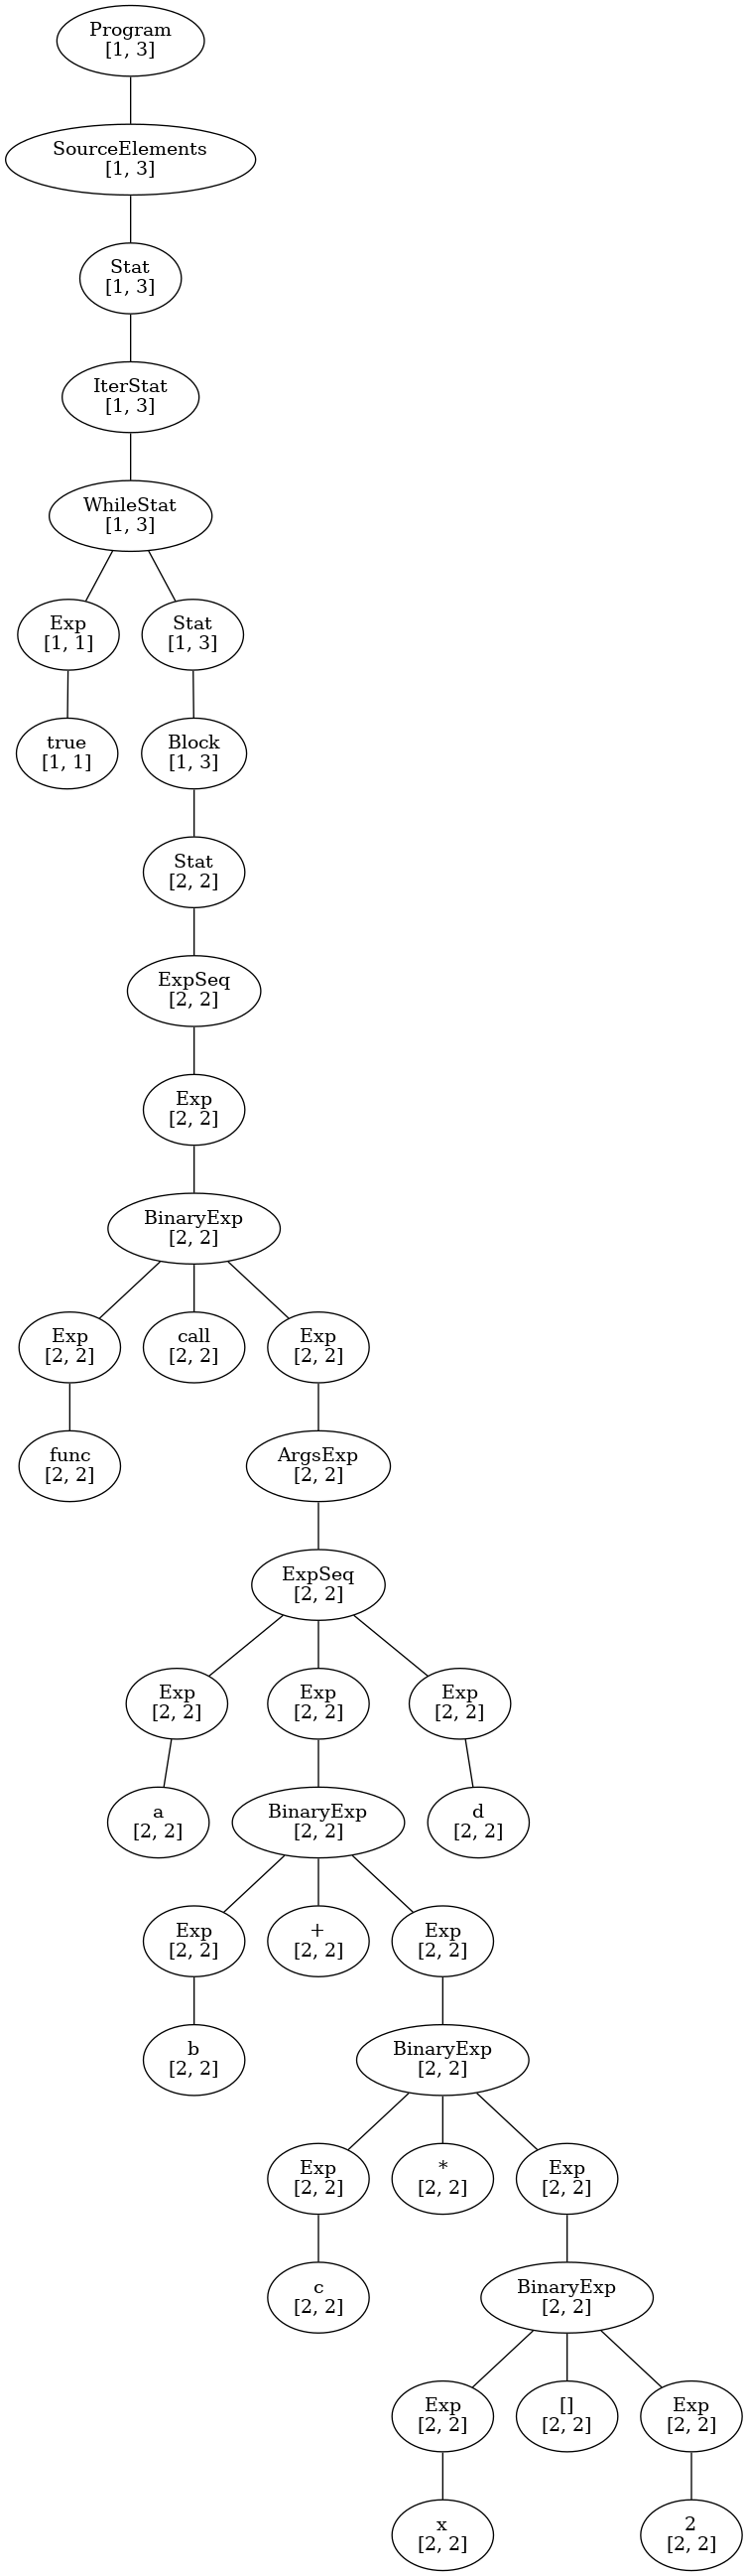 Program
[1, 3]
SourceElements
[1, 3]
Stat
[1, 3]
IterStat
[1, 3]
WhileStat
[1, 3]
Exp
[1, 1]
Stat
[1, 3]
true
[1, 1]
Block
[1, 3]
Stat
[2, 2]
ExpSeq
[2, 2]
Exp
[2, 2]
BinaryExp
[2, 2]
Exp
[2, 2]
call
[2, 2]
Exp
[2, 2]
func
[2, 2]
ArgsExp
[2, 2]
ExpSeq
[2, 2]
Exp
[2, 2]
Exp
[2, 2]
Exp
[2, 2]
a
[2, 2]
BinaryExp
[2, 2]
d
[2, 2]
Exp
[2, 2]
+
[2, 2]
Exp
[2, 2]
b
[2, 2]
BinaryExp
[2, 2]
Exp
[2, 2]
*
[2, 2]
Exp
[2, 2]
c
[2, 2]
BinaryExp
[2, 2]
Exp
[2, 2]
[]
[2, 2]
Exp
[2, 2]
x
[2, 2]
2
[2, 2]